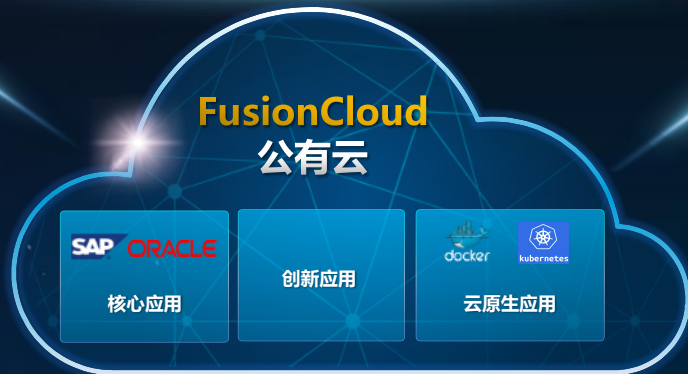 FusionCloud
公有云
SAP ORACLE
核心应用
创新应用
docker
kubernetes
云原生应用